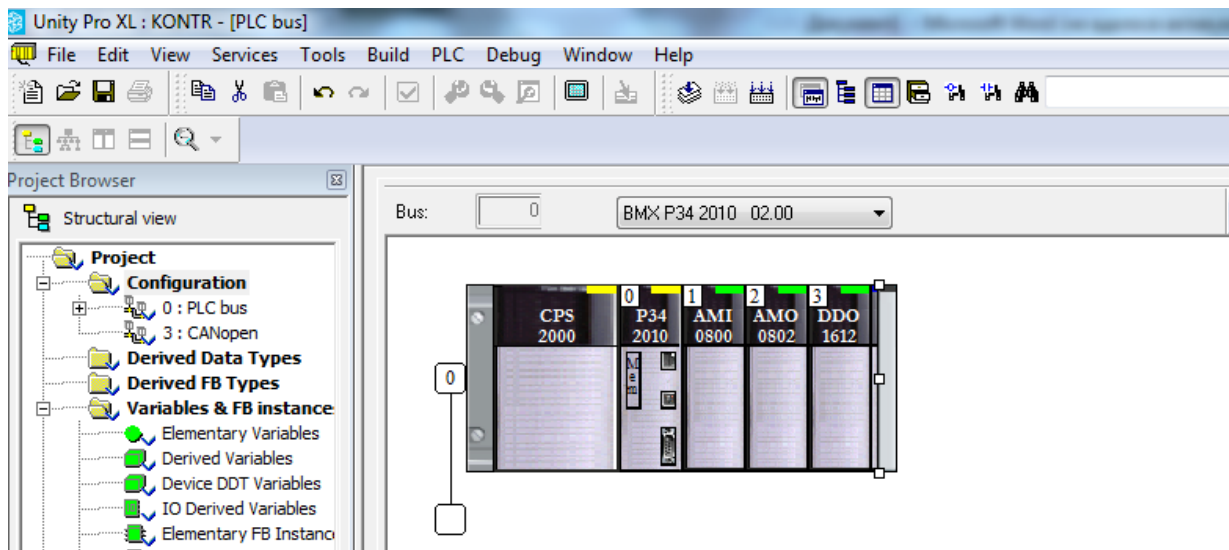 Unity Pro XL : KONTR - [PLC bus]
File Edit View Services Tools Build PLC Debug Window Help
Project Browser
Structural view
Project
Configuration
0 : PLC bus
3 : CANopen
Derived Data Types
Derived FB Types
Variables & FB instance
Elementary Variables
Derived Variables
Device DDT Variables
IO Derived Variables
Elementary FB Instanc
Bus: 0 BMX P34 2010 02.00
0 1 2 3
CPS P34 AMI AMO DDO
2000 2010 0800 0802 1612
Mem
0